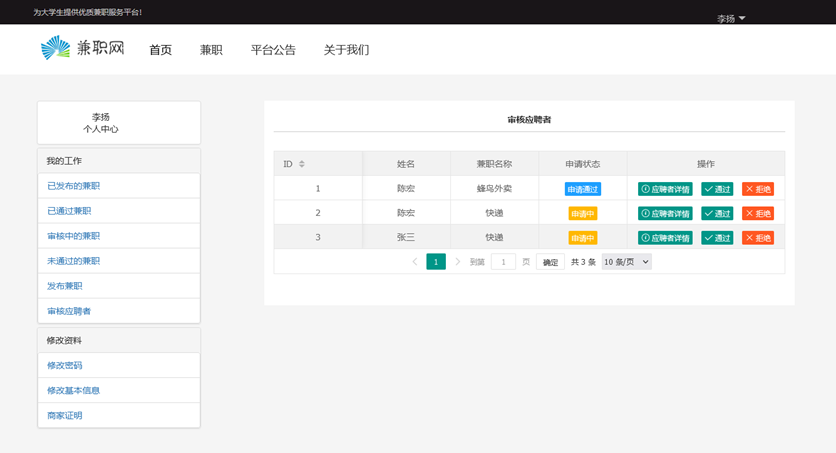 为大学生提供优质兼职服务平台!
李扬
兼职网 首页 兼职 平台公告 关于我们
李扬
个人中心
我的工作
已发布的兼职
已通过兼职
审核中的兼职
未通过的兼职
发布兼职
审核应聘者
修改资料
修改密码
修改基本信息
商家证明
审核应聘者
ID 姓名 兼职名称 申请状态 操作
1 陈宏 蜂鸟外卖 申请通过 应聘者详情 通过 拒绝
2 陈宏 快递 申请中 应聘者详情 通过 拒绝
3 张三 快递 申请中 应聘者详情 通过 拒绝
1 到第 1 页 确定 共 3 条 10 条/页